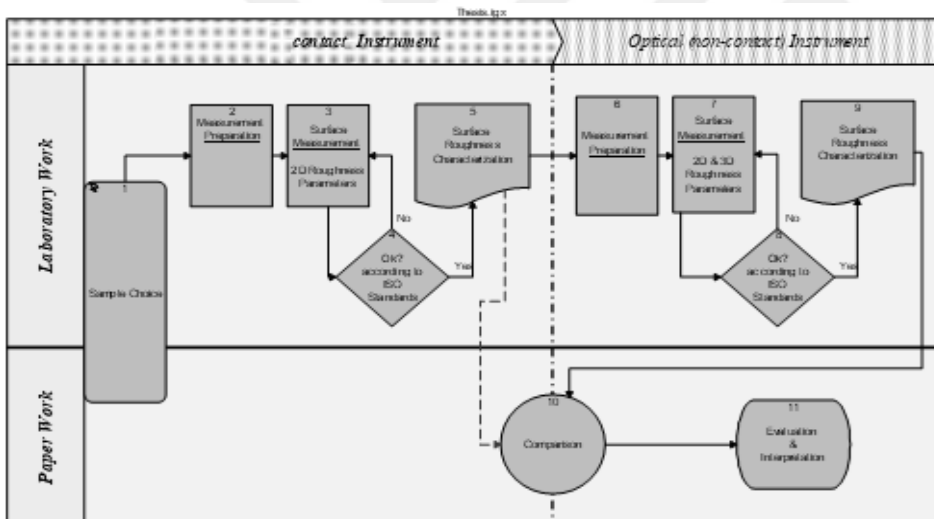 Thesis.igx
contact Instrument
Optical (non-contact) Instrument
Laboratory Work
1
Sample Choice
2
Measurement
Preparation
3
Surface
Measurement
2D Roughness
Parameters
No
4
Ok?
according to
ISO
Standards
Yes
5
Surface
Roughness
Characterization
6
Measurement
Preparation
7
Surface
Measurement
2D & 3D
Roughness
Parameters
No
8
Ok?
according to
ISO
Standards
Yes
9
Surface
Roughness
Characterization
Paper Work
10
Comparison
11
Evaluation
&
Interpretation